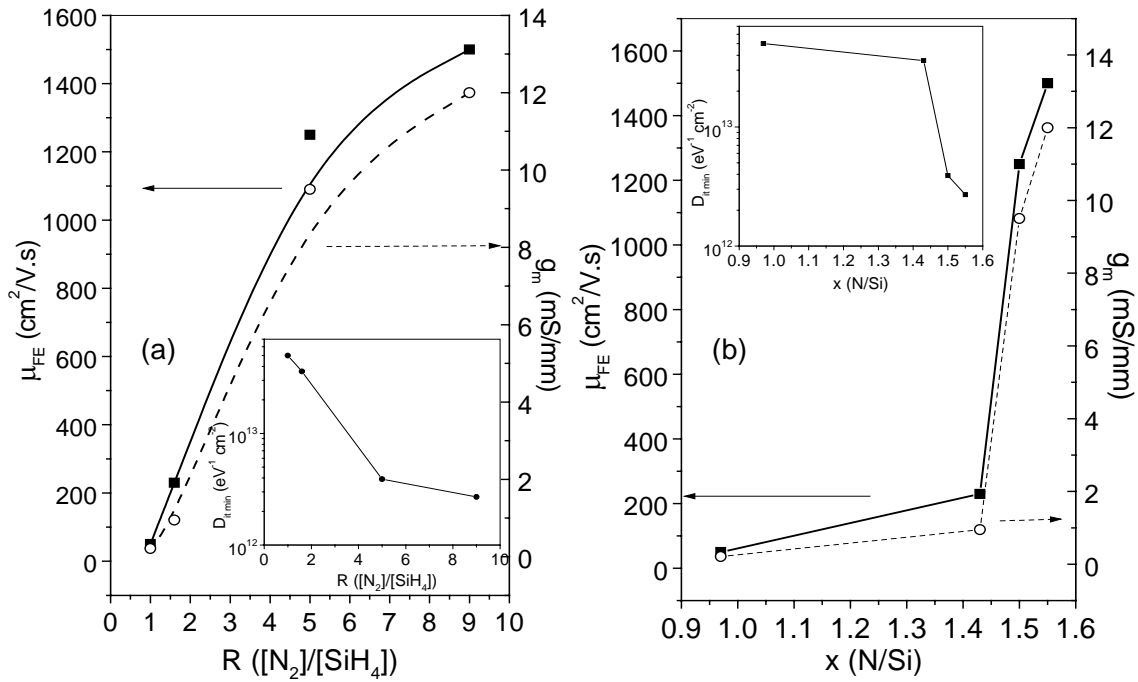 1600
1400
1200
1000
800
600
400
200
0
μFE (cm²/V.s)
0 1 2 3 4 5 6 7 8 9 10
R ([N₂]/[SiH₄])
14
12
10
8
6
4
2
0
gm (mS/mm)
(a)
10¹³
10¹²
Dit min (eV⁻¹ cm⁻²)
0 2 4 6 8 10
R ([N₂]/[SiH₄])
1600
1400
1200
1000
800
600
400
200
0
μFE (cm²/V.s)
0.9 1.0 1.1 1.2 1.3 1.4 1.5 1.6
x (N/Si)
14
12
10
8
6
4
2
0
gm (mS/mm)
(b)
10¹³
10¹²
Dit min (eV⁻¹ cm⁻²)
0.9 1.0 1.1 1.2 1.3 1.4 1.5 1.6
x (N/Si)